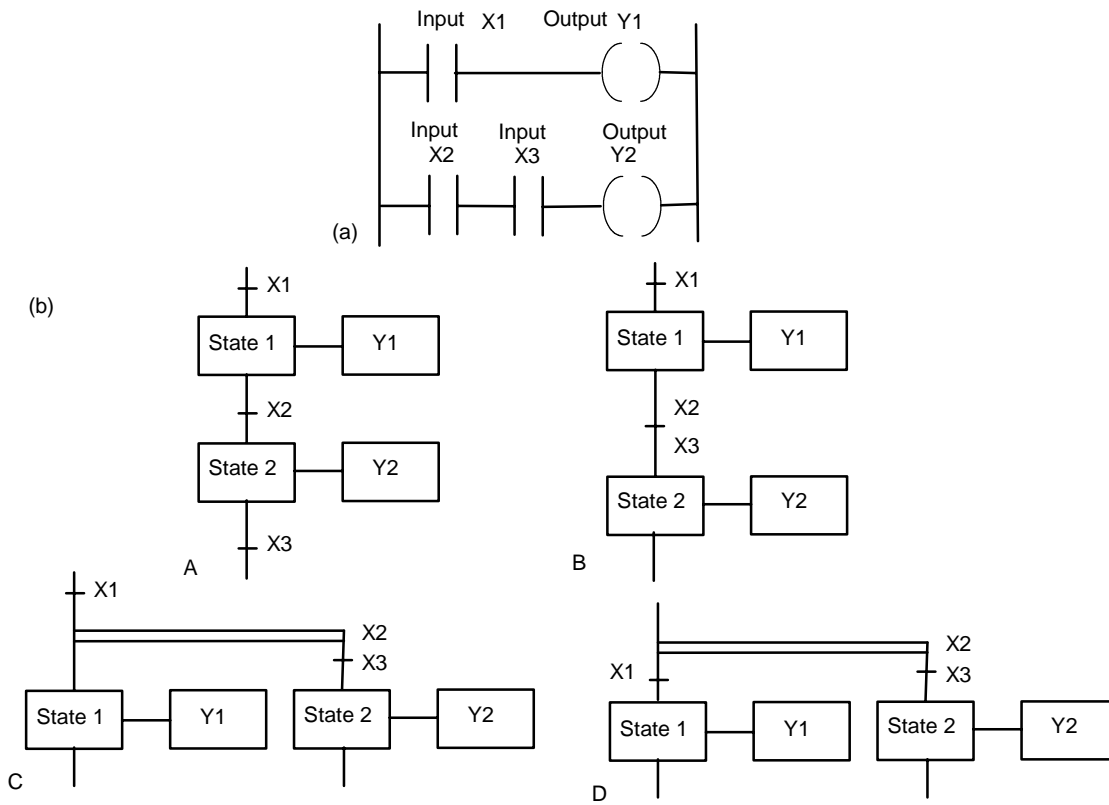 Input X1 Output Y1
Input Input Output
X2 X3 Y2
(a)
(b)
X1
State 1 Y1
X2
State 2 Y2
X3
A
X1
State 1 Y1
X2
X3
State 2 Y2
B
X1
X2
X3
State 1 Y1 State 2 Y2
C
X2
X1 X3
State 1 Y1 State 2 Y2
D